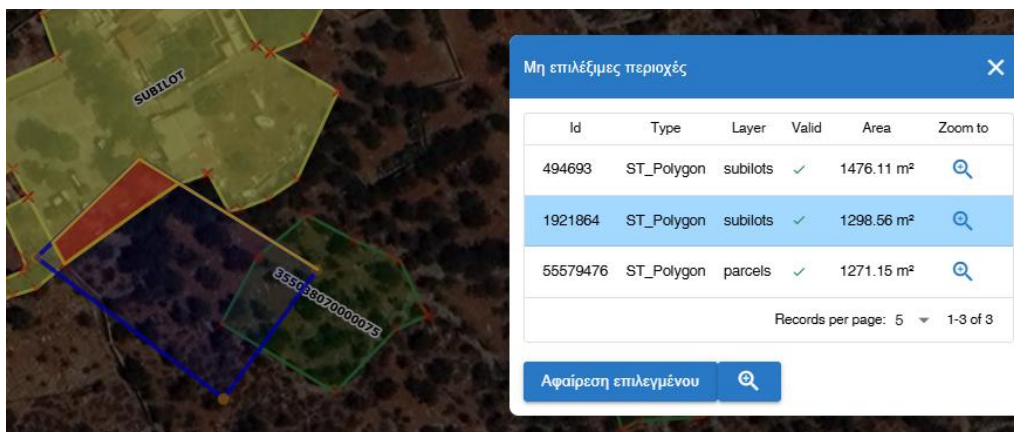 SUBILOT
355038070000075
Μη επιλέξιμες περιοχές
Id Type Layer Valid Area Zoom to
494693 ST_Polygon subilots 1476.11 m²
1921864 ST_Polygon subilots 1298.56 m²
55579476 ST_Polygon parcels 1271.15 m²
Records per page: 5 1-3 of 3
Αφαίρεση επιλεγμένου